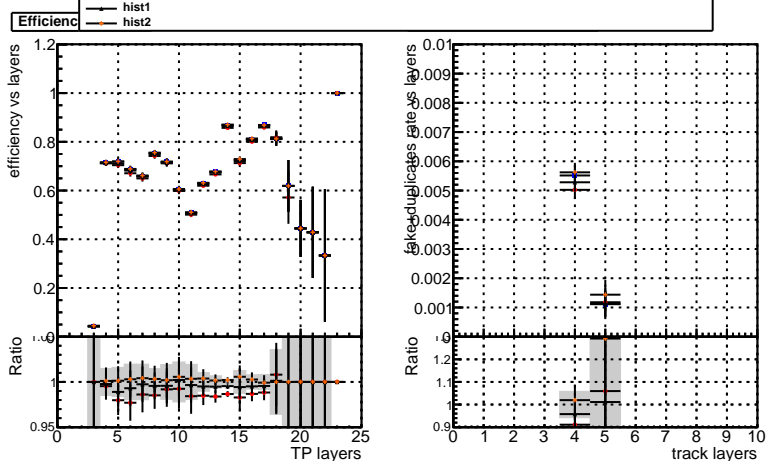 hist1
Efficienc
hist2
efficiency vs layers
1.2
1
0.8
0.6
0.4
0.2
Ratio
1
0.95
0 5 10 15 20 25
TP layers
fake+duplicates rate vs layers
0.01
0.009
0.008
0.007
0.006
0.005
0.004
0.003
0.002
0.001
Ratio
1.2
1.1
1
0.9
0 1 2 3 4 5 6 7 8 9 10
track layers